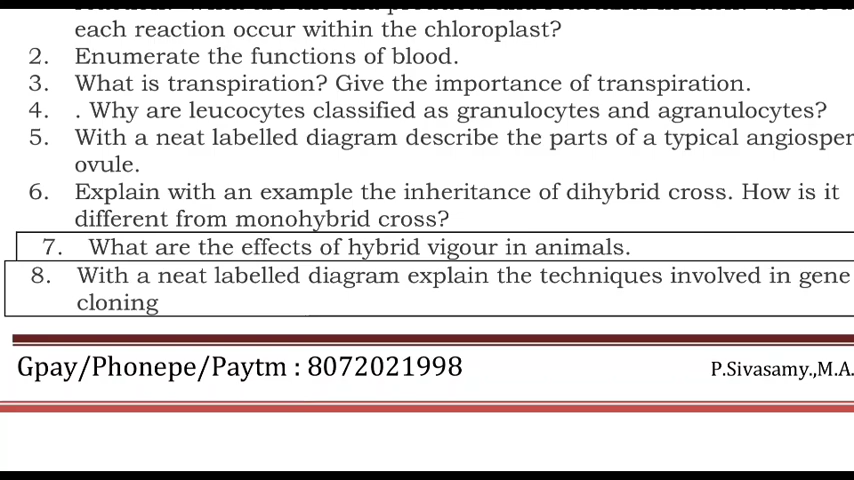 each reaction occur within the chloroplast?
2. Enumerate the functions of blood.
3. What is transpiration? Give the importance of transpiration.
4. . Why are leucocytes classified as granulocytes and agranulocytes?
5. With a neat labelled diagram describe the parts of a typical angiosper
ovule.
6. Explain with an example the inheritance of dihybrid cross. How is it
different from monohybrid cross?
7. What are the effects of hybrid vigour in animals.
8. With a neat labelled diagram explain the techniques involved in gene
cloning
Gpay/Phonepe/Paytm : 8072021998 P.Sivasamy.,M.A.